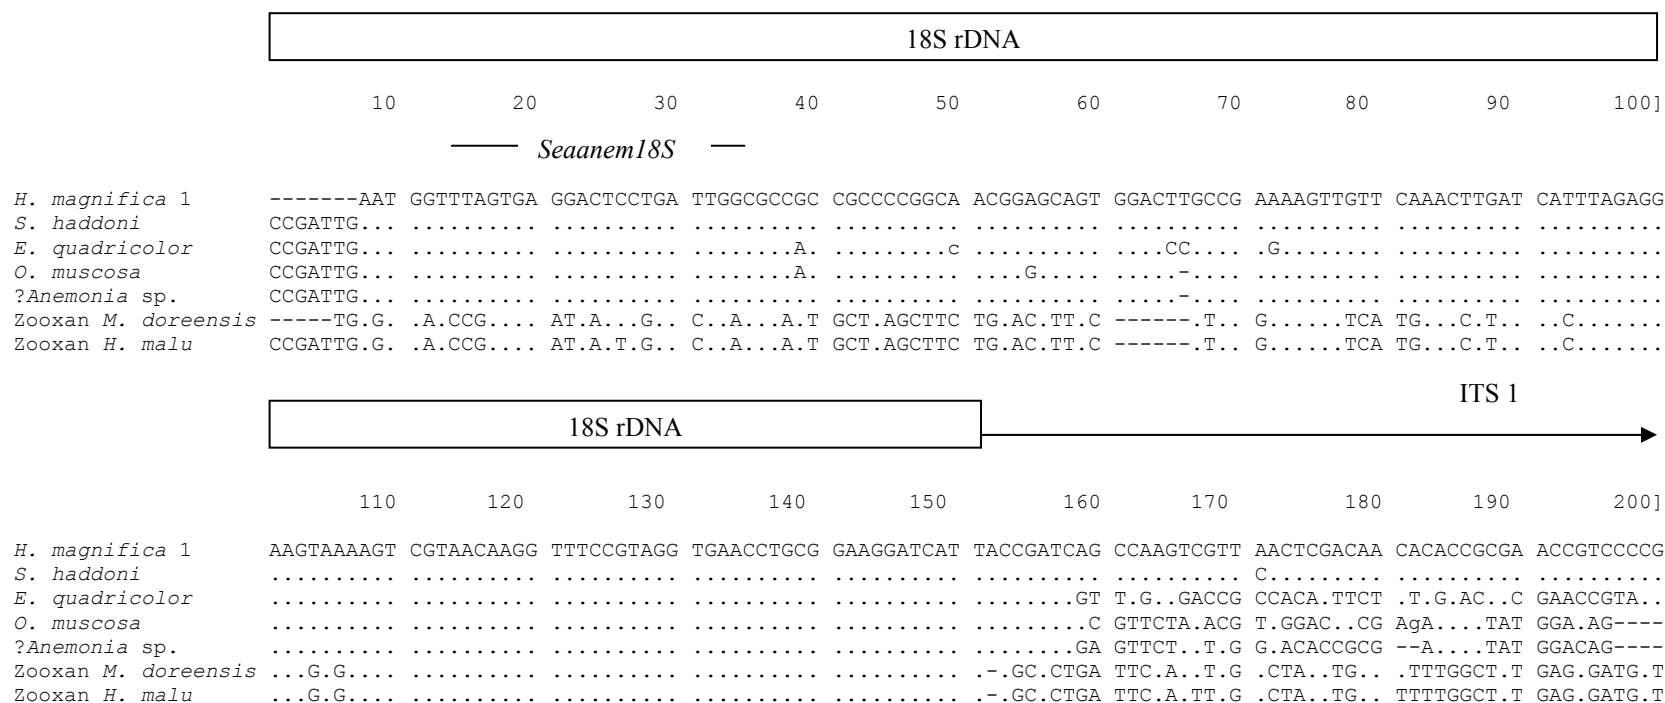 18S rDNA
10 20 30 40 50 60 70 80 90 100]
Seaanem18S
H. magnifica 1 -------AAT GGTTTAGTGA GGACTCCTGA TTGGCGCCGC CGCCCCGGCA ACGGAGCAGT GGACTTGCCG AAAAGTTGTT CAAACTTGAT CATTTAGAGG
S. haddoni CCGATTG... .......... .......... .......... .......... .......... .......... .......... .......... ..........
E. quadricolor CCGATTG... .......... .......... ........A. .........c .......... ....CC.... .G........ .......... ..........
O. muscosa CCGATTG... .......... .......... ........A. .......... ....G..... .....-.... .......... .......... ..........
?Anemonia sp. CCGATTG... .......... .......... .......... .......... .......... .....-.... .......... .......... ..........
Zooxan M. doreensis -----TG.G. .A.CCG.... AT.A...G.. C..A...A.T GCT.AGCTTC TG.AC.TT.C ------.T.. G......TCA TG...C.T.. ..C.......
Zooxan H. malu CCGATTG.G. .A.CCG.... AT.A.T.G.. C..A...A.T GCT.AGCTTC TG.AC.TT.C ------.T.. G......TCA TG...C.T.. ..C.......
ITS 1
18S rDNA
110 120 130 140 150 160 170 180 190 200]
H. magnifica 1 AAGTAAAAGT CGTAACAAGG TTTCCGTAGG TGAACCTGCG GAAGGATCAT TACCGATCAG CCAAGTCGTT AACTCGACAA CACACCGCGA ACCGTCCCCG
S. haddoni .......... .......... .......... .......... .......... .......... .......... C......... .......... ..........
E. quadricolor .......... .......... .......... .......... .......... ........GT T.G..GACCG CCACA.TTCT .T.G.AC..C GAACCGTA..
O. muscosa .......... .......... .......... .......... .......... .........C GTTCTA.ACG T.GGAC..CG AgA....TAT GGA.AG----
?Anemonia sp. .......... .......... .......... .......... .......... ........GA GTTCT..T.G G.ACACCGCG --A....TAT GGACAG----
Zooxan M. doreensis ...G.G.... .......... .......... .......... .......... .-.GC.CTGA TTC.A..T.G .CTA..TG.. .TTTGGCT.T GAG.GATG.T
Zooxan H. malu ...G.G.... .......... .......... .......... .......... .-.GC.CTGA TTC.A.TT.G .CTA..TG.. TTTTGGCT.T GAG.GATG.T